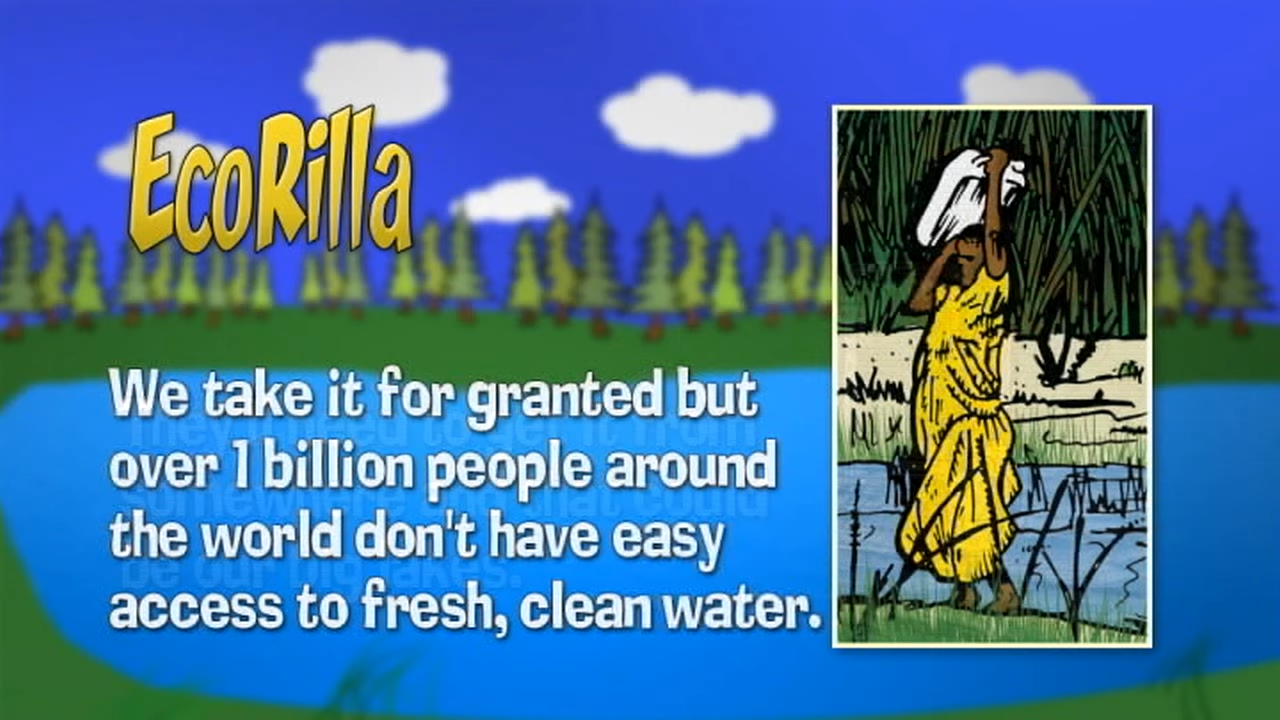 EcoRilla
We take it for granted but
over 1 billion people around
the world don't have easy
access to fresh, clean water.